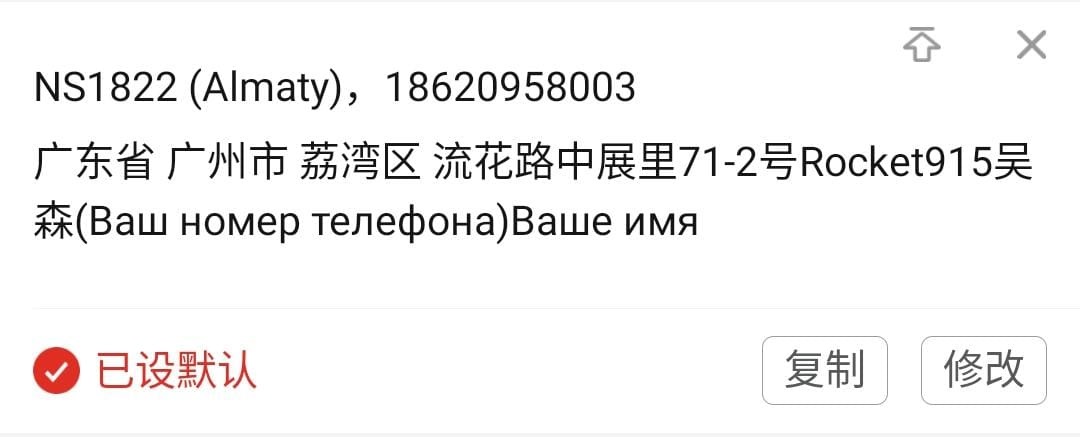 NS1822 (Almaty)，18620958003
广东省 广州市 荔湾区 流花路中展里71-2号Rocket915吴
森(Ваш номер телефона)Ваше имя
已设默认
复制
修改